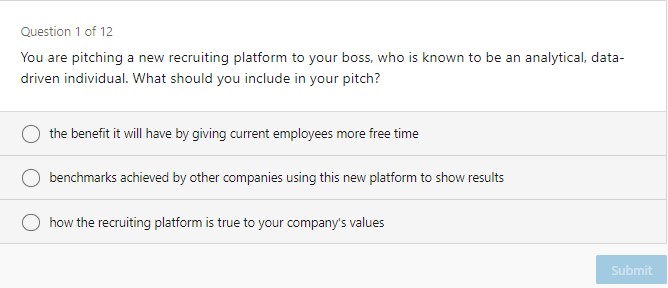 Question 1 of 12
You are pitching a new recruiting platform to your boss, who is known to be an analytical, data-
driven individual. What should you include in your pitch?
the benefit it will have by giving current employees more free time
benchmarks achieved by other companies using this new platform to show results
how the recruiting platform is true to your company's values
Submit